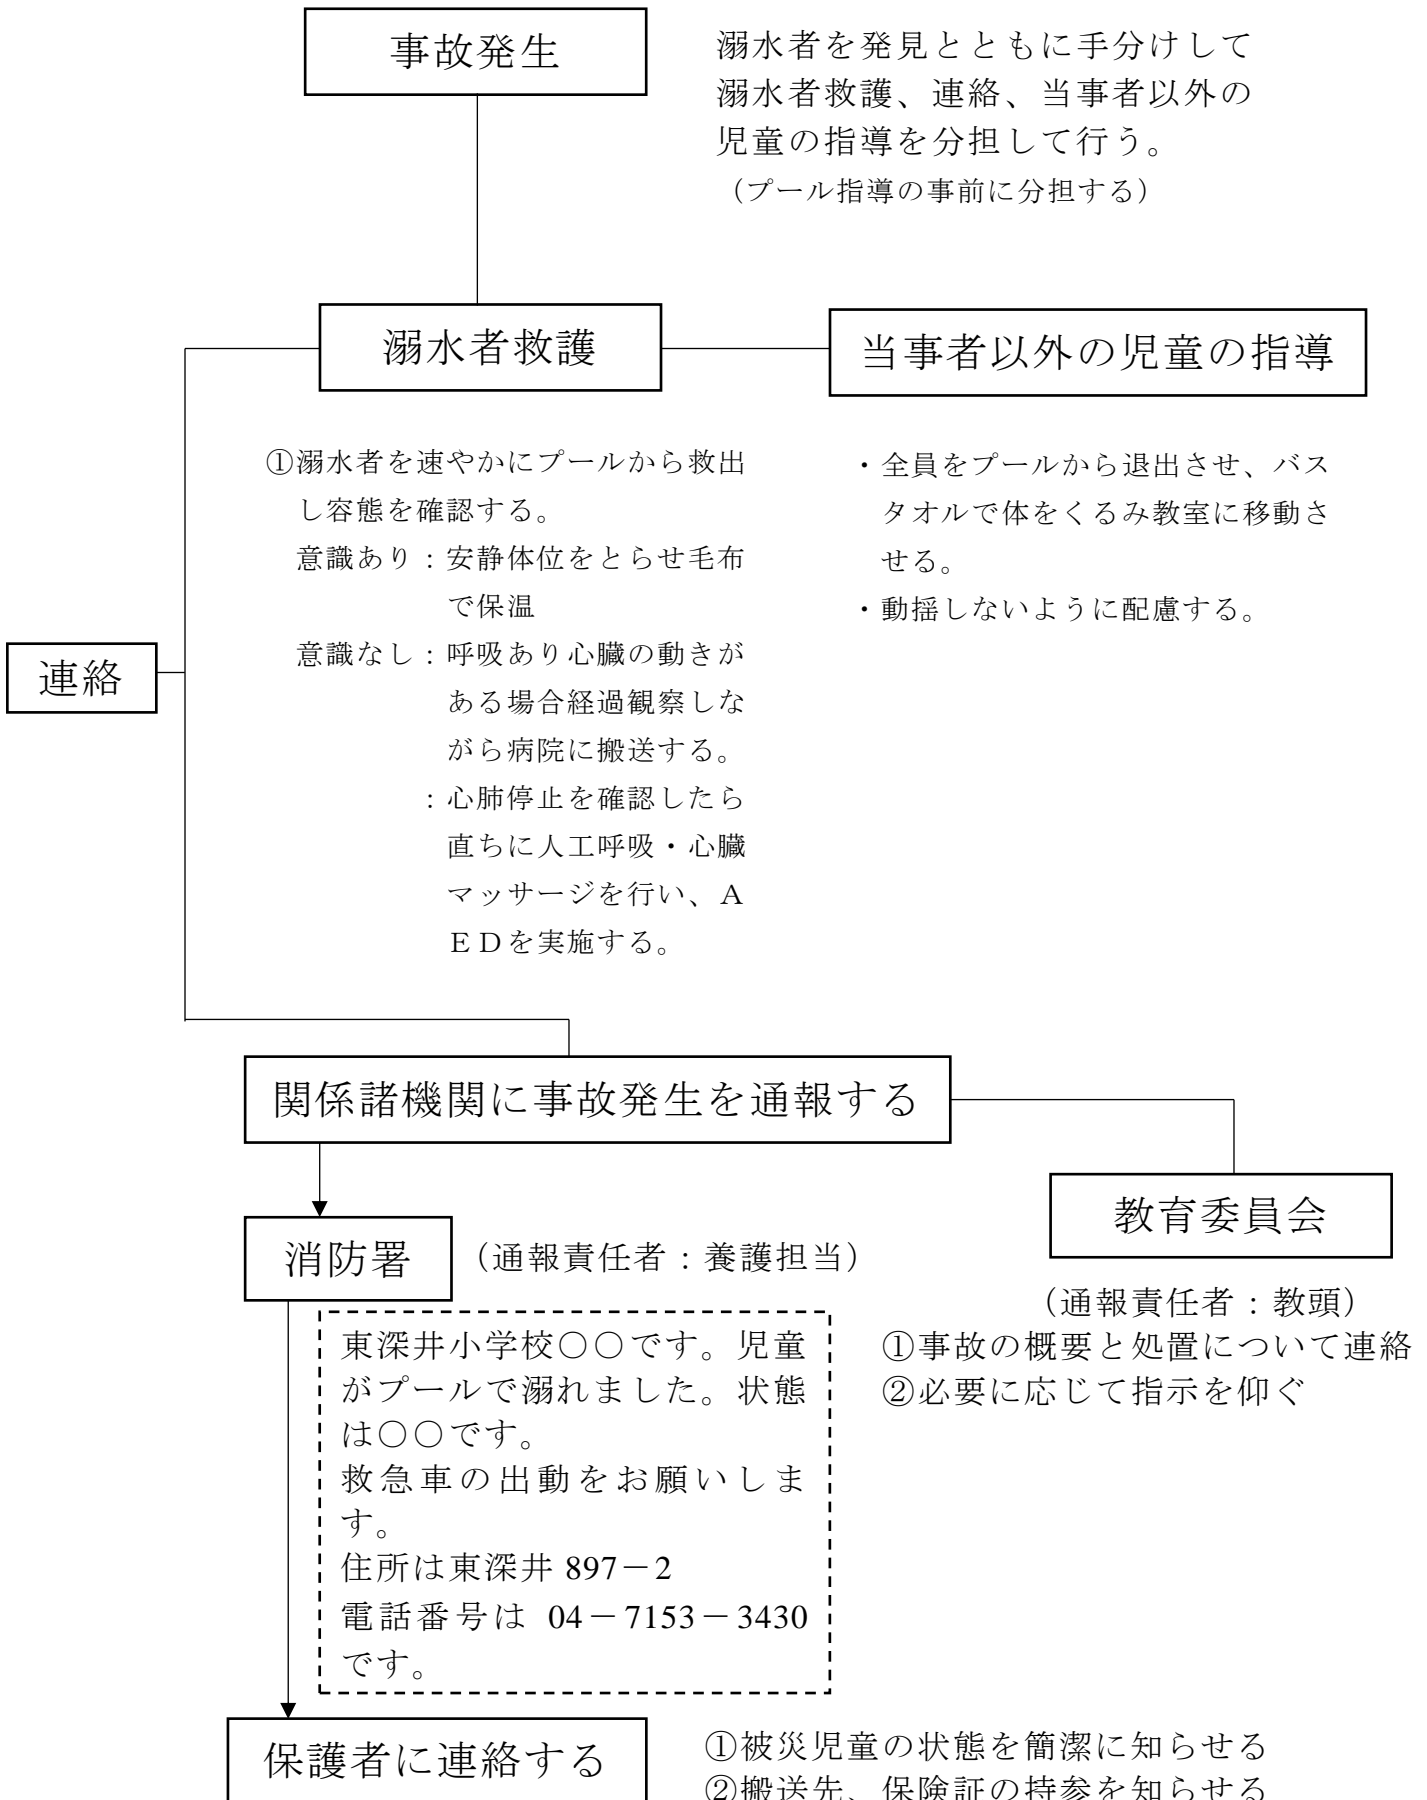 事故発生
溺水者を発見とともに手分けして
溺水者救護、連絡、当事者以外の
児童の指導を分担して行う。
（プール指導の事前に分担する）
溺水者救護
当事者以外の児童の指導
①溺水者を速やかにプールから救出
し容態を確認する。
意識あり：安静体位をとらせ毛布
で保温
意識なし：呼吸あり心臓の動きが
ある場合経過観察しな
がら病院に搬送する。
：心肺停止を確認したら
直ちに人工呼吸・心臓
マッサージを行い、Ａ
ＥＤを実施する。
・全員をプールから退出させ、バス
タオルで体をくるみ教室に移動さ
せる。
・動揺しないように配慮する。
連絡
関係諸機関に事故発生を通報する
消防署
（通報責任者：養護担当）
教育委員会
（通報責任者：教頭）
①事故の概要と処置について連絡
②必要に応じて指示を仰ぐ
東深井小学校○○です。児童
がプールで溺れました。状態
は○○です。
救急車の出動をお願いしま
す。
住所は東深井 897－2
電話番号は 04－7153－3430
です。
保護者に連絡する
①被災児童の状態を簡潔に知らせる
②搬送先、保険証の持参を知らせる